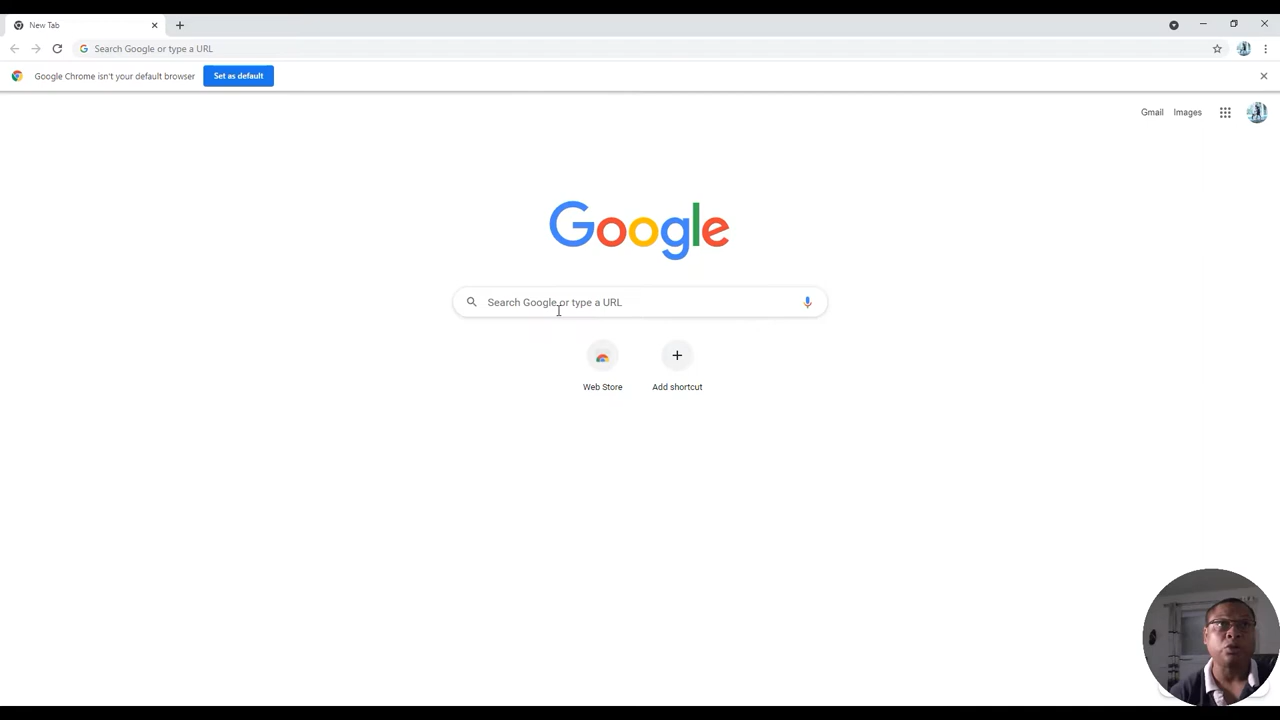 New Tab
Search Google or type a URL
Google Chrome isn't your default browser
Set as default
Gmail
Images
Google
Search Google or type a URL
Web Store
Add shortcut